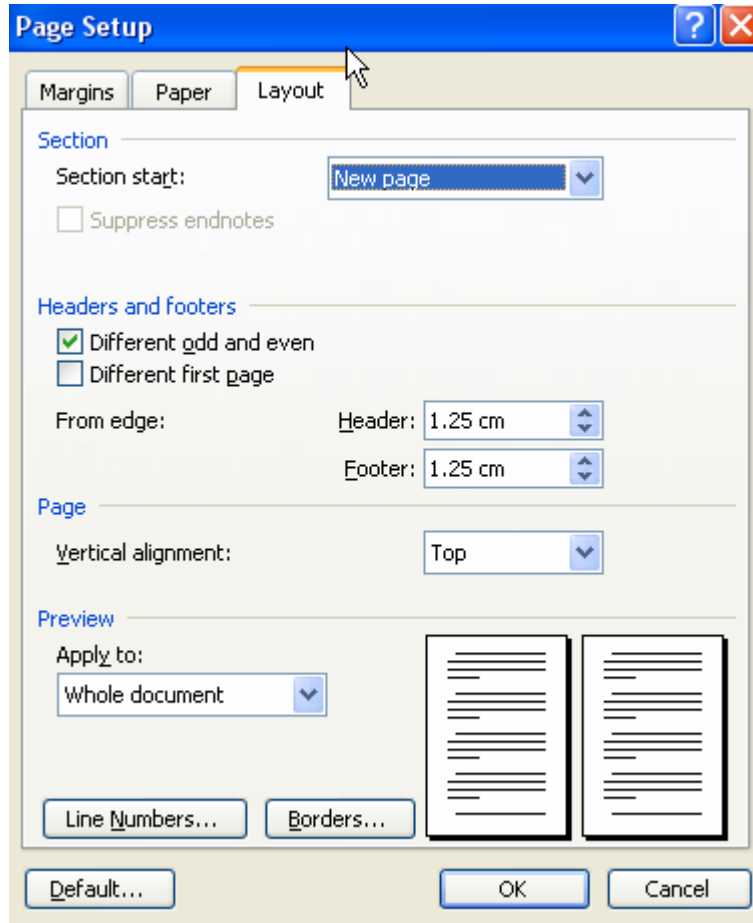 Page Setup
Margins Paper Layout
Section
Section start: New page
Suppress endnotes
Headers and footers
Different odd and even
Different first page
From edge: Header: 1.25 cm
Footer: 1.25 cm
Page
Vertical alignment: Top
Preview
Apply to:
Whole document
Line Numbers... Borders...
Default... OK Cancel